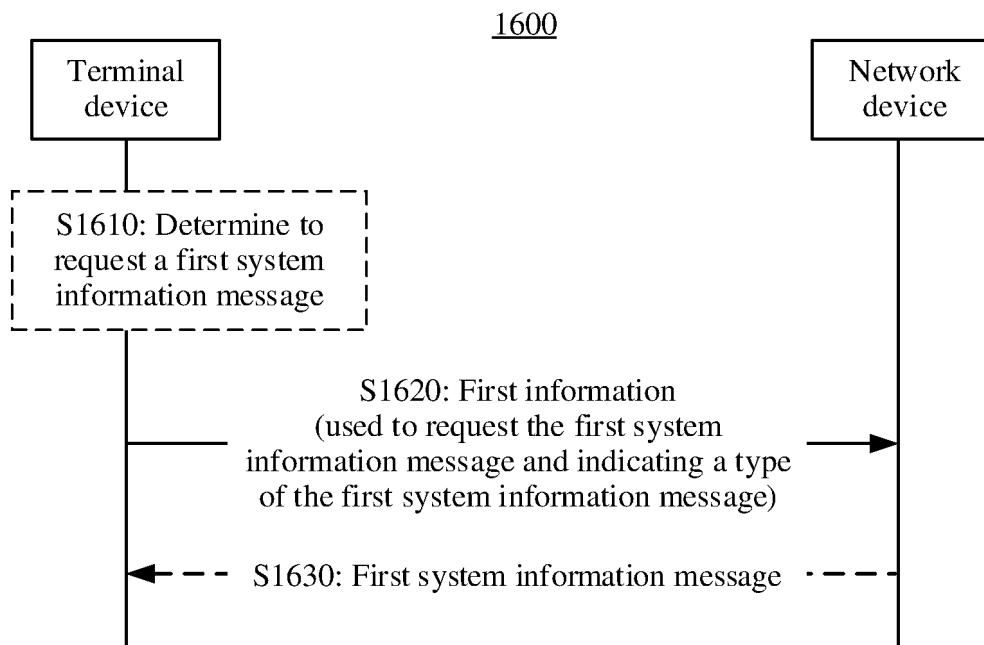 1600
Terminal
device
Network
device
S1610: Determine to
request a first system
information message
S1620: First information
(used to request the first system
information message and indicating a type
of the first system information message)
S1630: First system information message